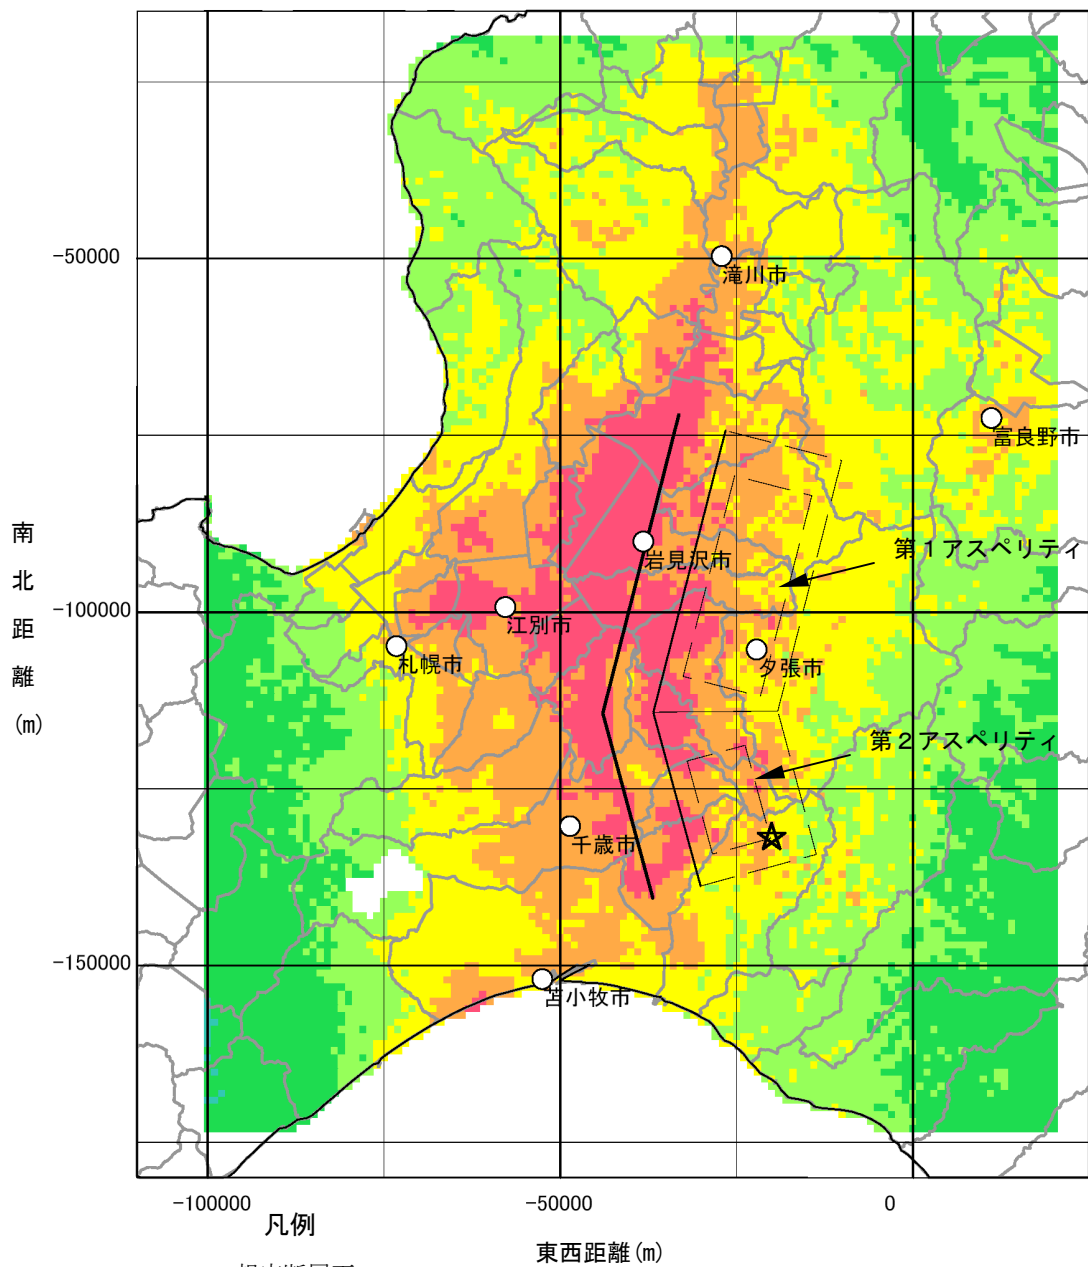 -50000
-100000
-150000
南
北
距
離
(m)
滝川市
富良野市
第1アスペリティ
岩見沢市
江別市
札幌市
夕張市
第2アスペリティ
千歳市
苫小牧市
-100000
-50000
0
凡例
東西距離(m)